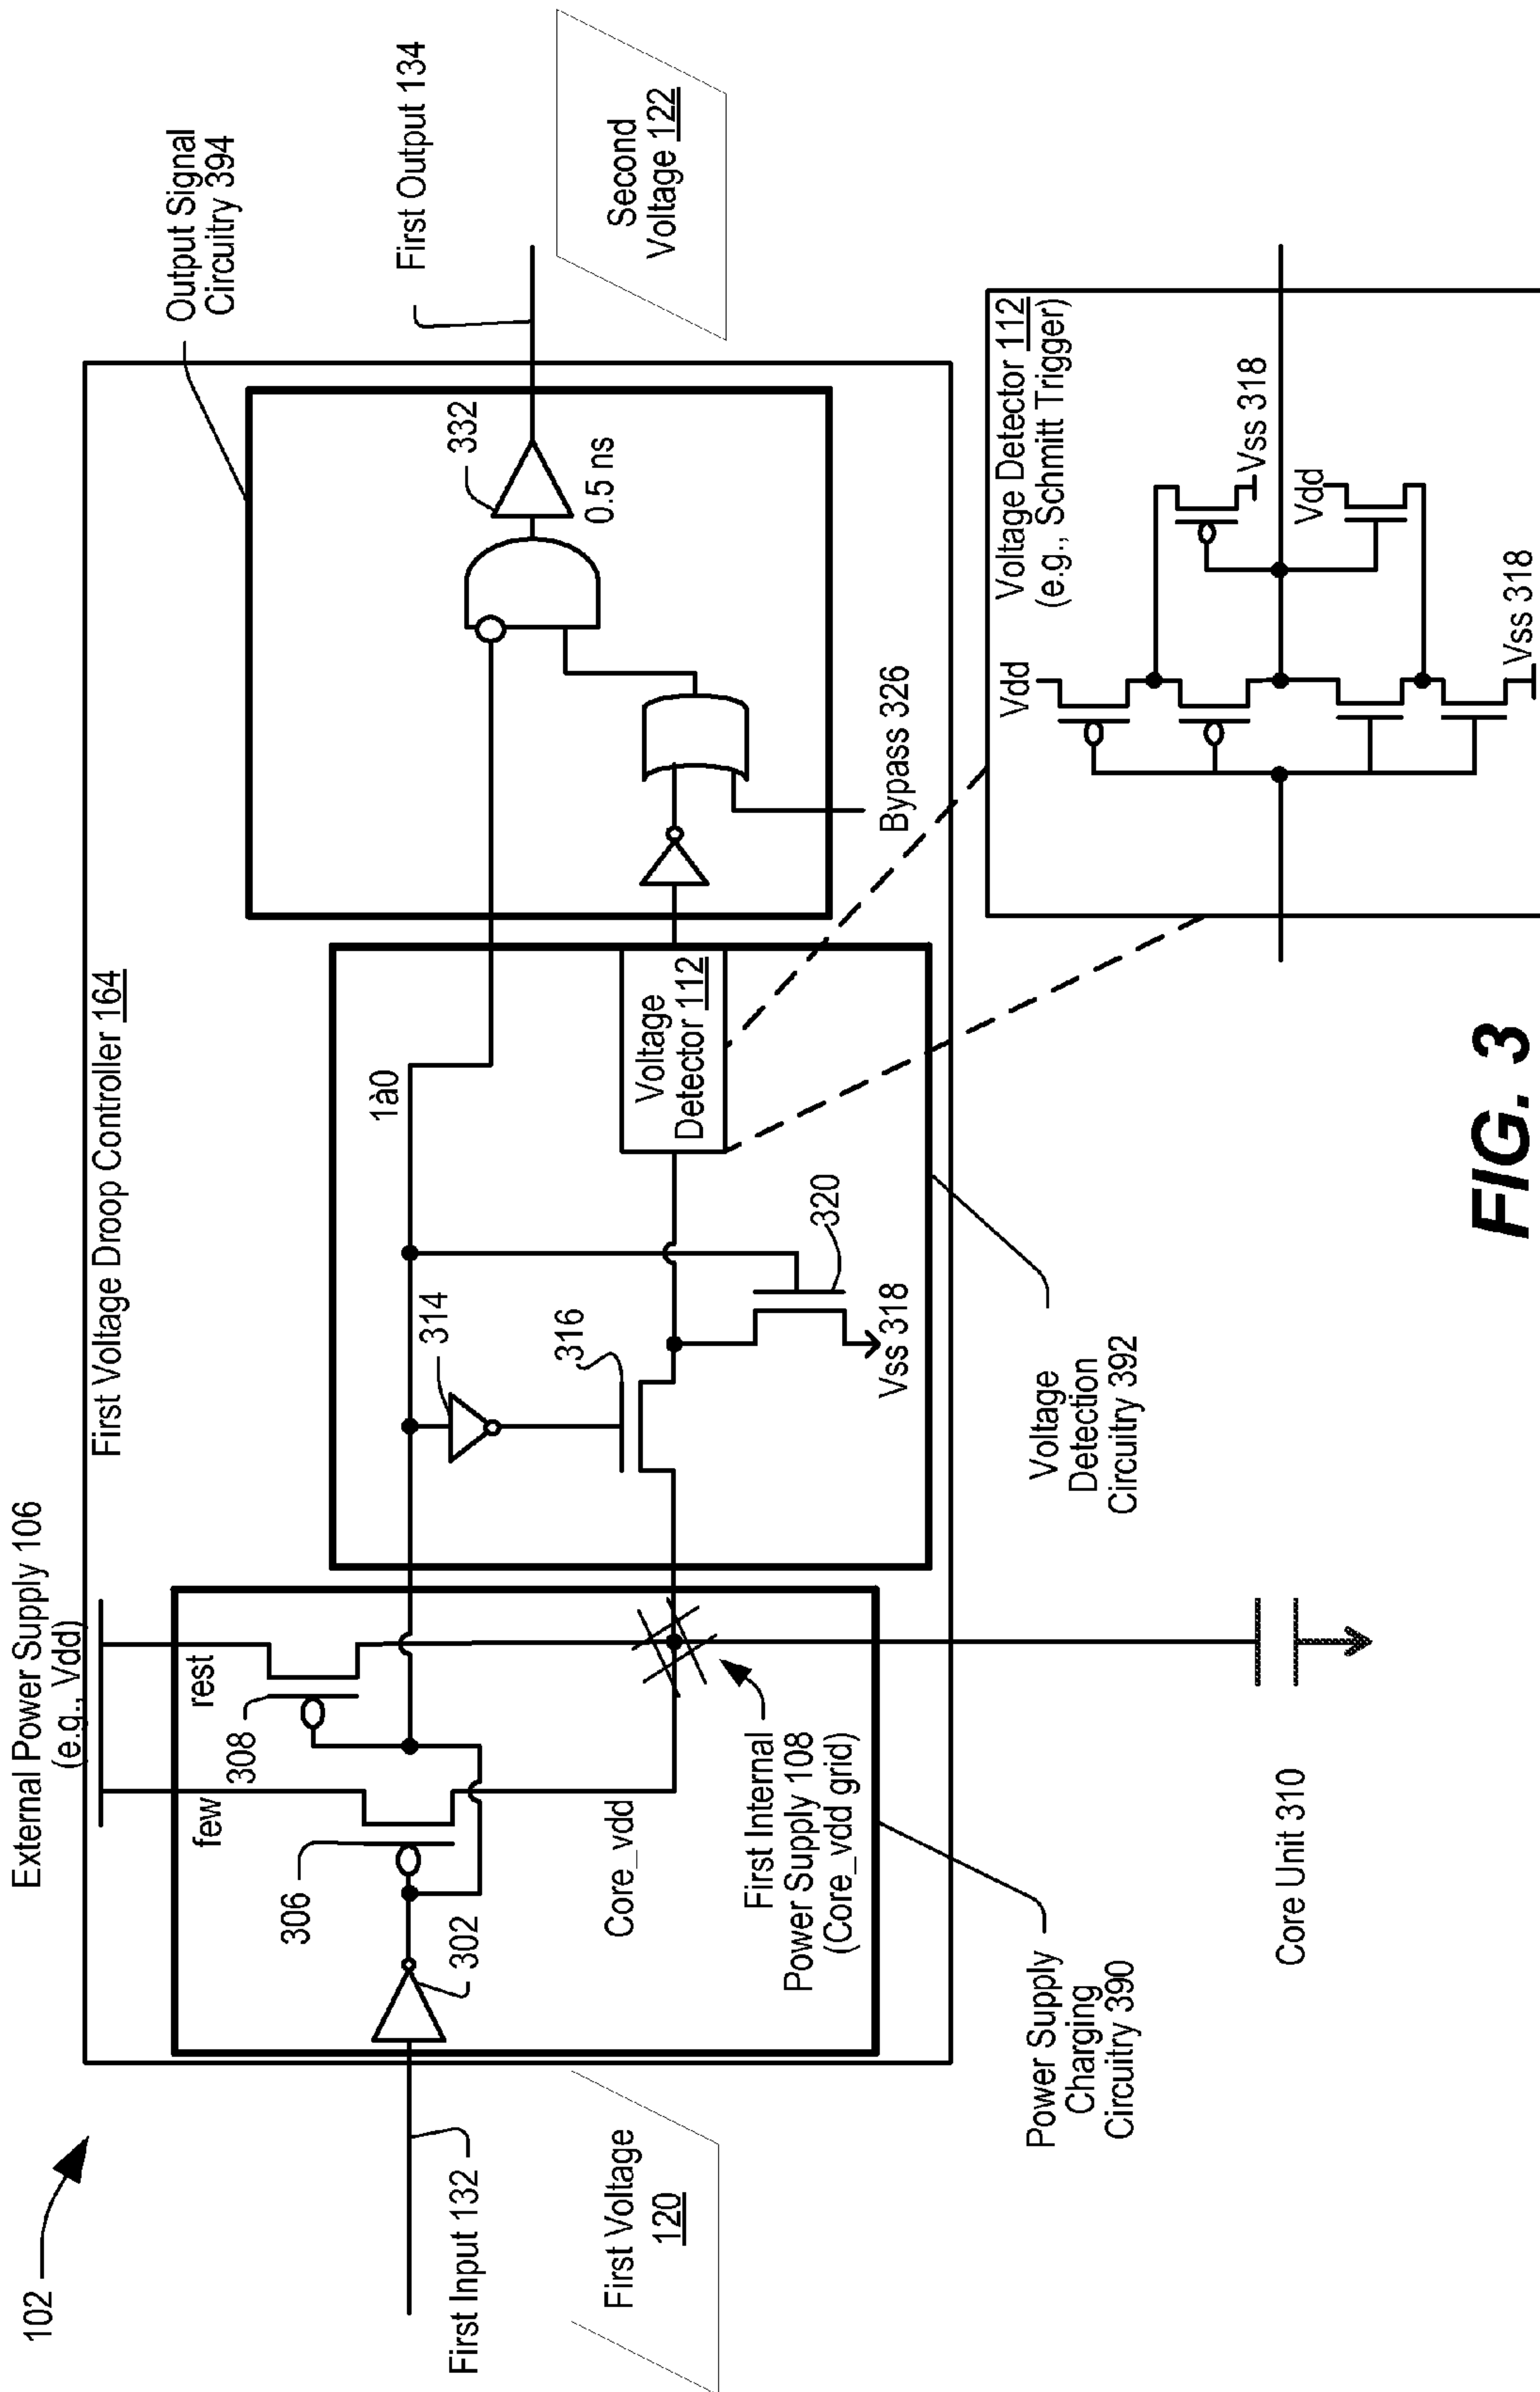 102
External Power Supply 106
(e.g., Vdd)
First Voltage Droop Controller 164
Output Signal
Circuitry 394
few
rest
306
308
302
Core_vdd
First Internal
Power Supply 108
(Core_vdd grid)
First Input 132
First Voltage
120
1à0
314
316
320
Vss 318
Voltage
Detector 112
332
0.5 ns
Bypass 326
First Output 134
Second
Voltage 122
Power Supply
Charging
Circuitry 390
Core Unit 310
Voltage
Detection
Circuitry 392
Voltage Detector 112
(e.g., Schmitt Trigger)
Vdd
Vss 318
Vdd
Vss 318
FIG. 3